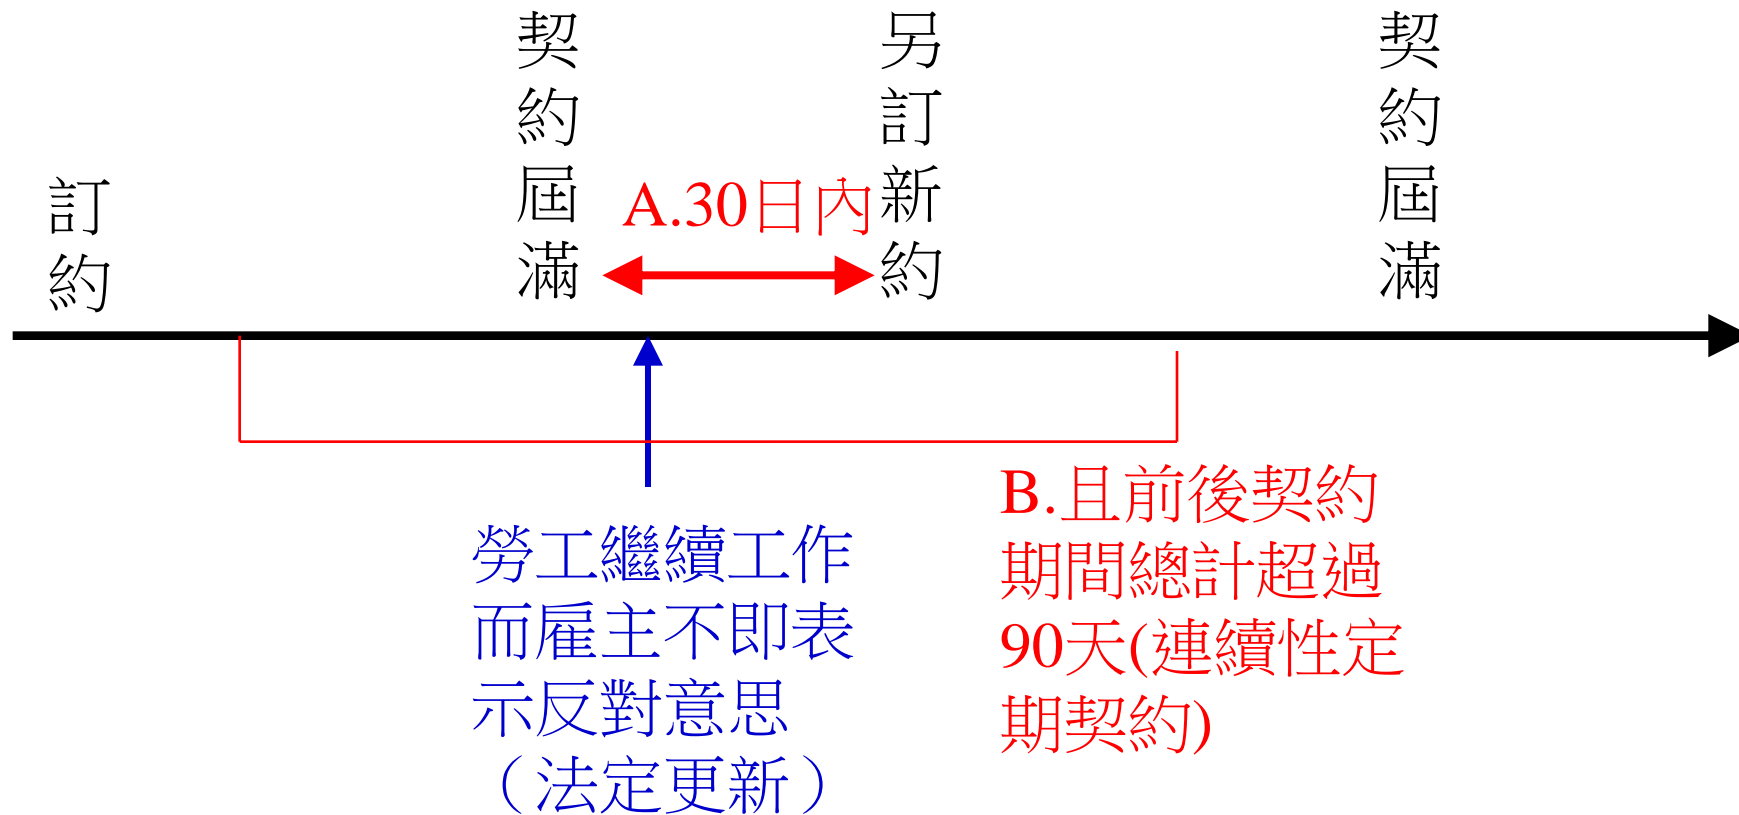 訂約
契約屆滿
A.30日內
另訂新約
契約屆滿
勞工繼續工作
而雇主不即表
示反對意思
（法定更新）
B.且前後契約
期間總計超過
90天(連續性定
期契約)